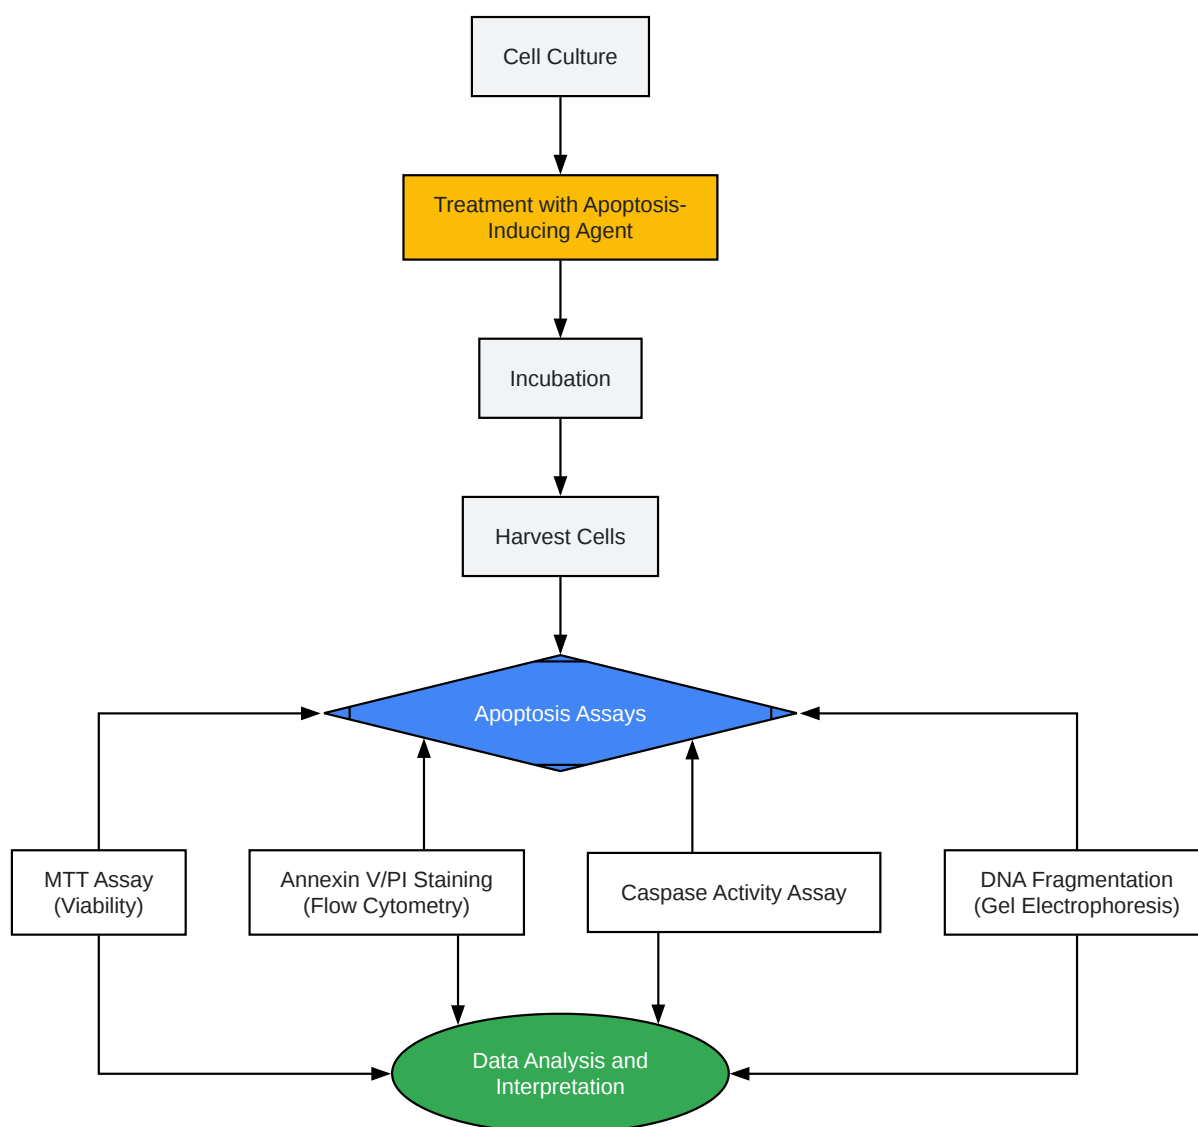 Cell Culture
Treatment with Apoptosis-
Inducing Agent
Incubation
Harvest Cells
Apoptosis Assays
MTT Assay
(Viability)
Annexin V/PI Staining
(Flow Cytometry)
Caspase Activity Assay
DNA Fragmentation
(Gel Electrophoresis)
Data Analysis and
Interpretation